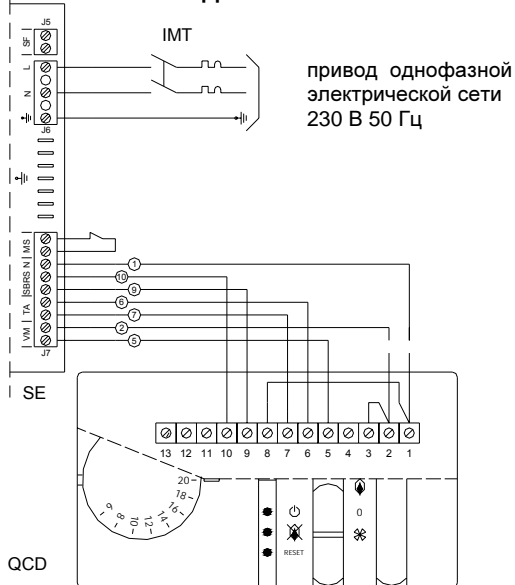 J5
SF
IMT
L
N
J6
привод однофазной
электрической сети
230 В 50 Гц
MS
N
SBRS
TA
VM
J7
1
10
9
6
7
2
5
SE
13 12 11 10 9 8 7 6 5 4 3 2 1
20
18
16
14
12
10
8
6
0
RESET
QCD